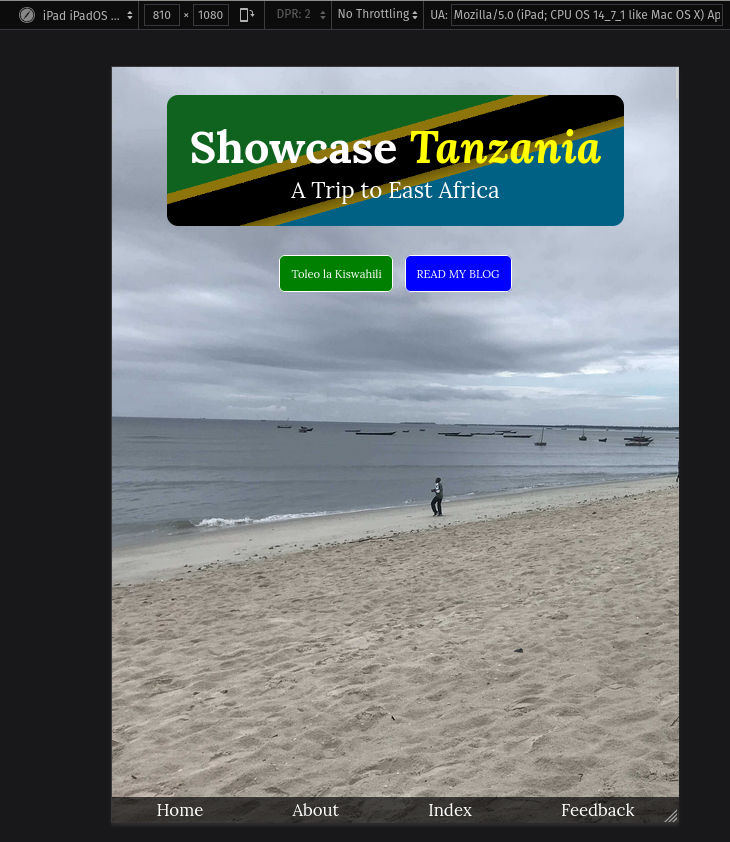 iPad iPadOS ... 810 × 1080 DPR: 2 No Throttling UA: Mozilla/5.0 (iPad; CPU OS 14_7_1 like Mac OS X) Ap
Showcase Tanzania
A Trip to East Africa
Toleo la Kiswahili READ MY BLOG
Home About Index Feedback